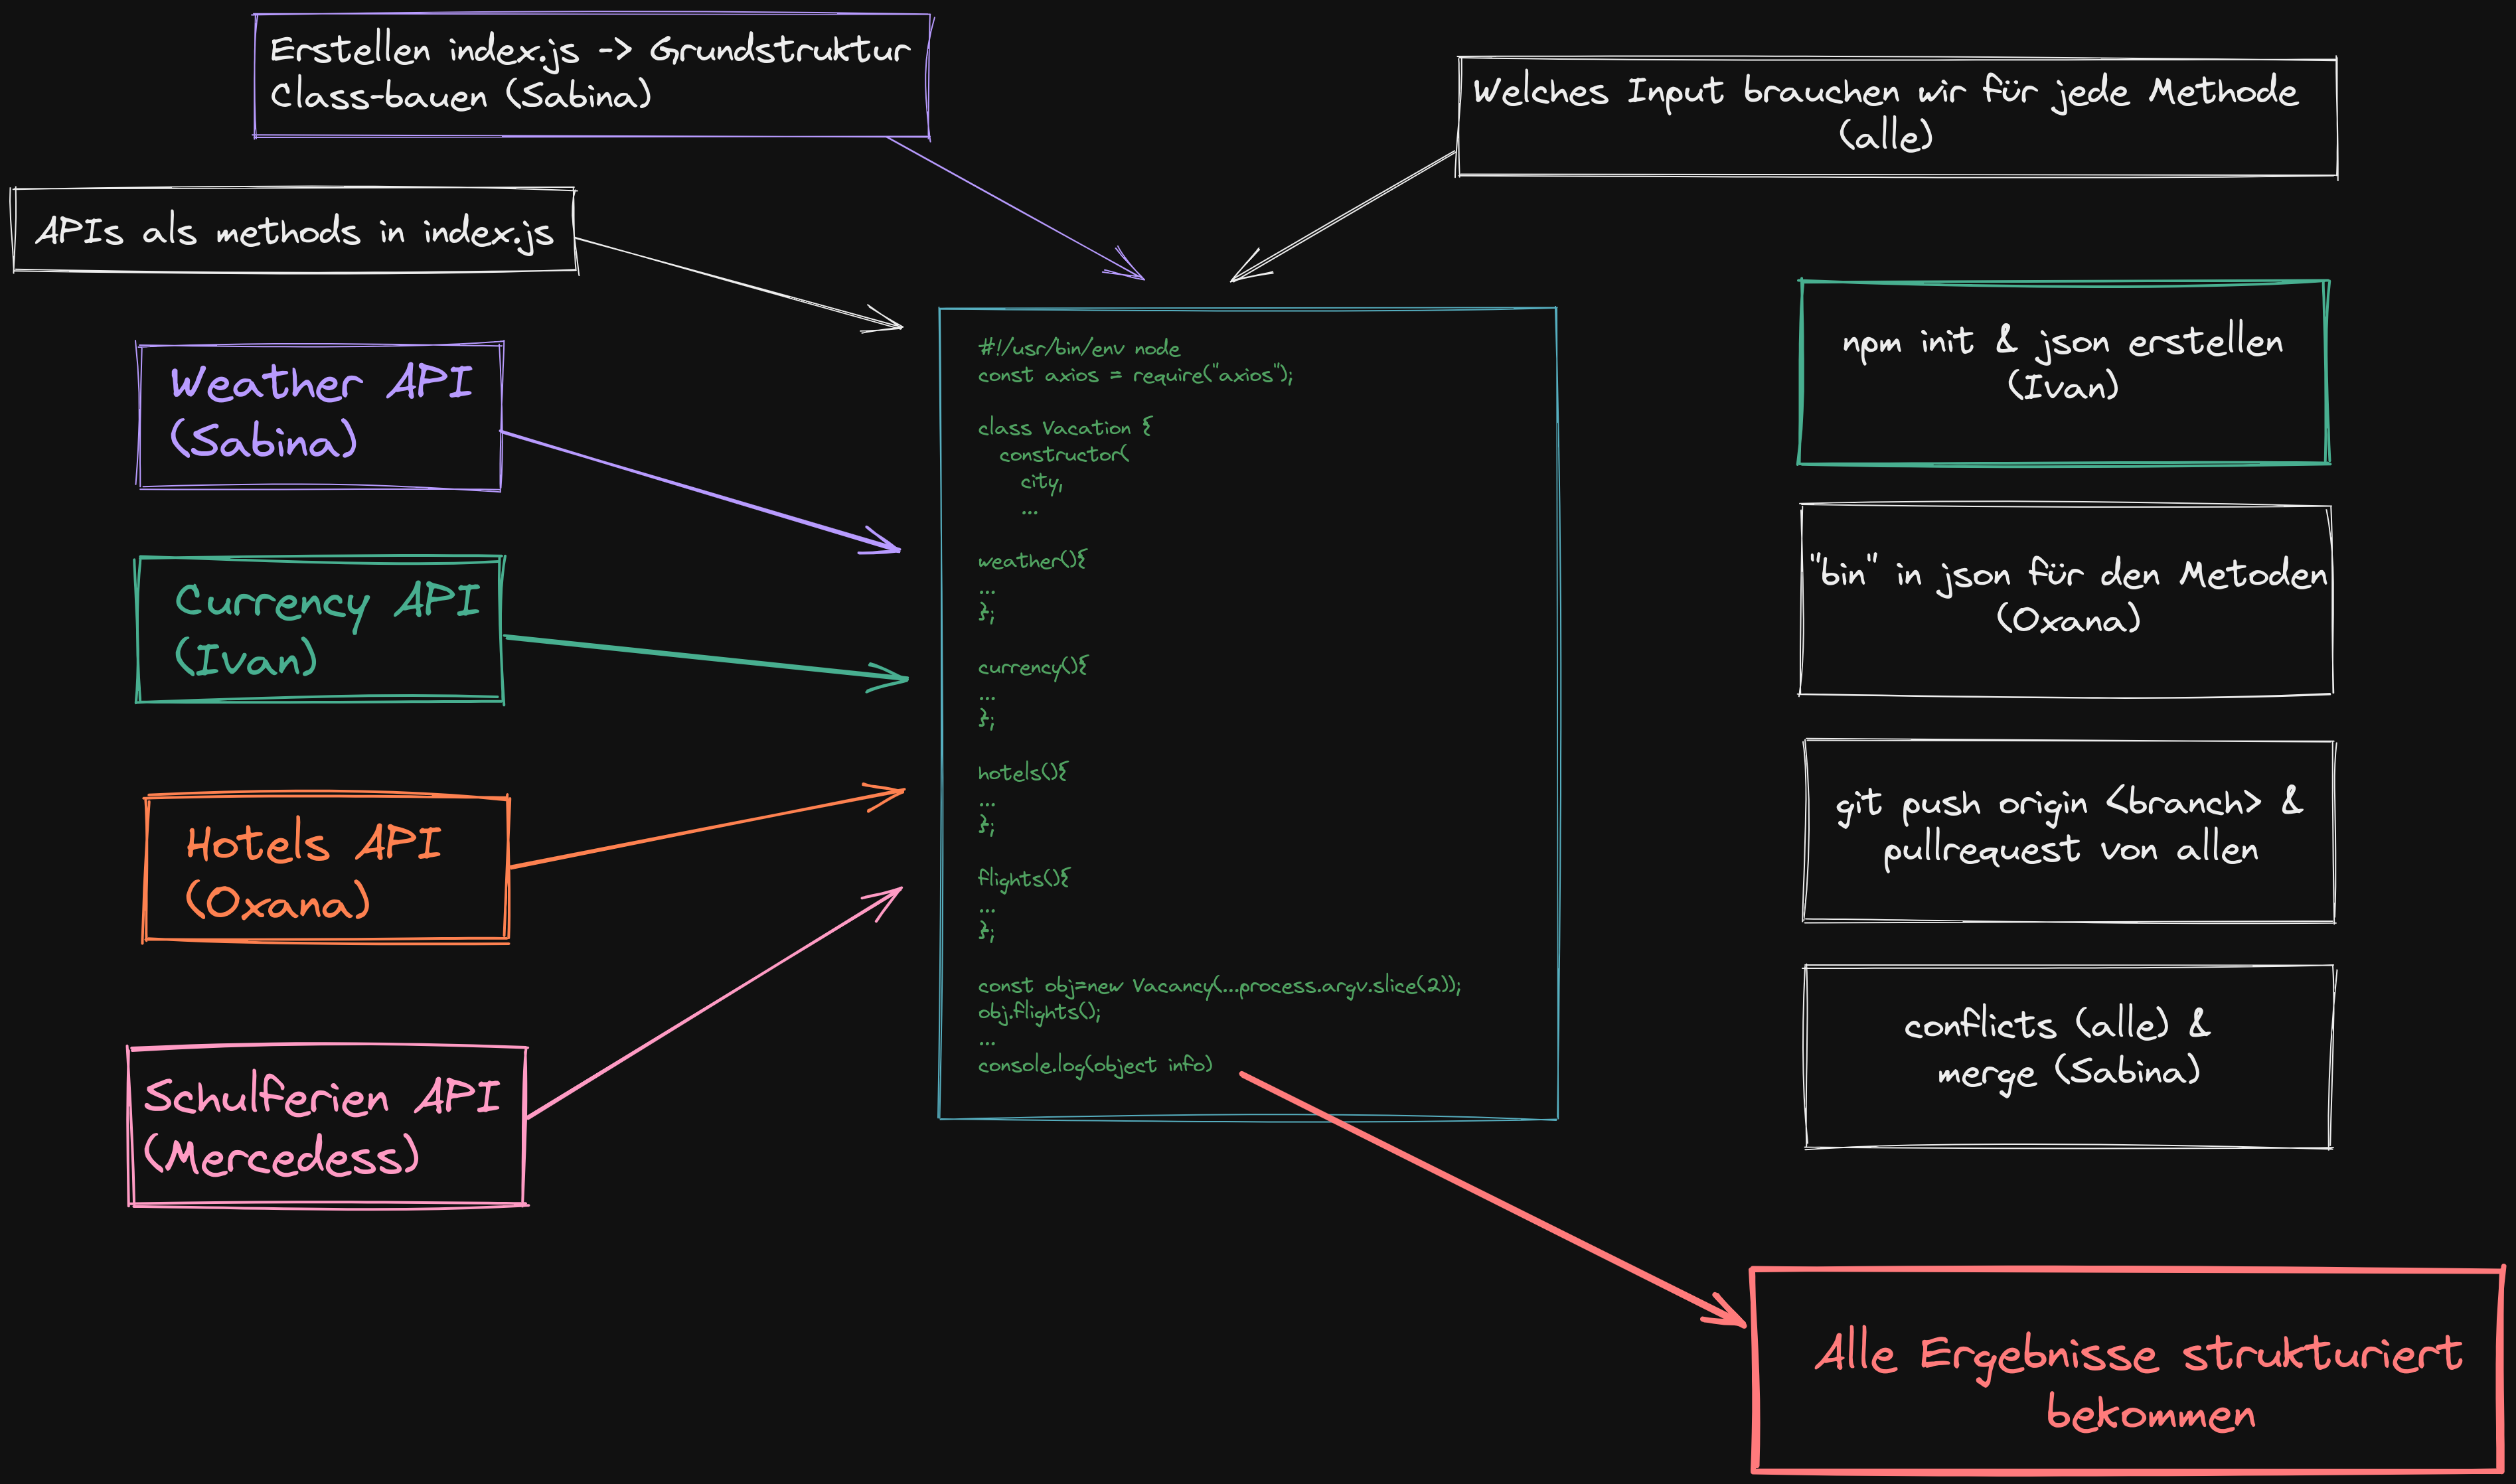 Erstellen index.js -> Grundstruktur
Class-bauen (Sabina)
Welches Input brauchen wir für jede Methode
(alle)
APIs als methods in index.js
Weather API
(Sabina)
Currency API
(Ivan)
Hotels API
(Oxana)
Schulferien API
(Mercedess)
#!/usr/bin/env node
const axios = require("axios");
class Vacation {
constructor(
city,
...
weather(){
...
};
currency(){
...
};
hotels(){
...
};
flights(){
...
};
const obj=new Vacancy(...process.argv.slice(2));
obj.flights();
...
console.log(object info)
npm init & json erstellen
(Ivan)
"bin" in json für den Metoden
(Oxana)
git push origin <branch> &
pullrequest von allen
conflicts (alle) &
merge (Sabina)
Alle Ergebnisse strukturiert
bekommen